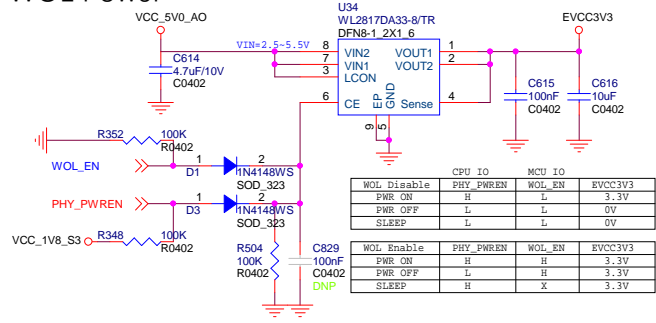 U34
WL2817DA33-8/TR
DFN8-1_2X1_6
VCC_5V0_AO
EVCC3V3
VIN=2.5~5.5V
8 VIN2 VOUT1 1
7 VIN1 VOUT2 2
3 LCON
6 CE EP GND Sense 4
9 5
C614
4.7uF/10V
C0402
C615
100nF
C0402
C616
10uF
C0402
R352 100K
R0402
WOL_EN 1 2
D1 1N4148WS
SOD_323
PHY_PWREN 1 2
D3 1N4148WS
SOD_323
VCC_1V8_S3 R348 100K
R0402
R504
100K
R0402
C829
100nF
C0402
DNP
CPU IO MCU IO
WOL Disable PHY_PWREN WOL_EN EVCC3V3
PWR ON H L 3.3V
PWR OFF L L 0V
SLEEP L L 0V
WOL Enable PHY_PWREN WOL_EN EVCC3V3
PWR ON H H 3.3V
PWR OFF L H 3.3V
SLEEP H X 3.3V